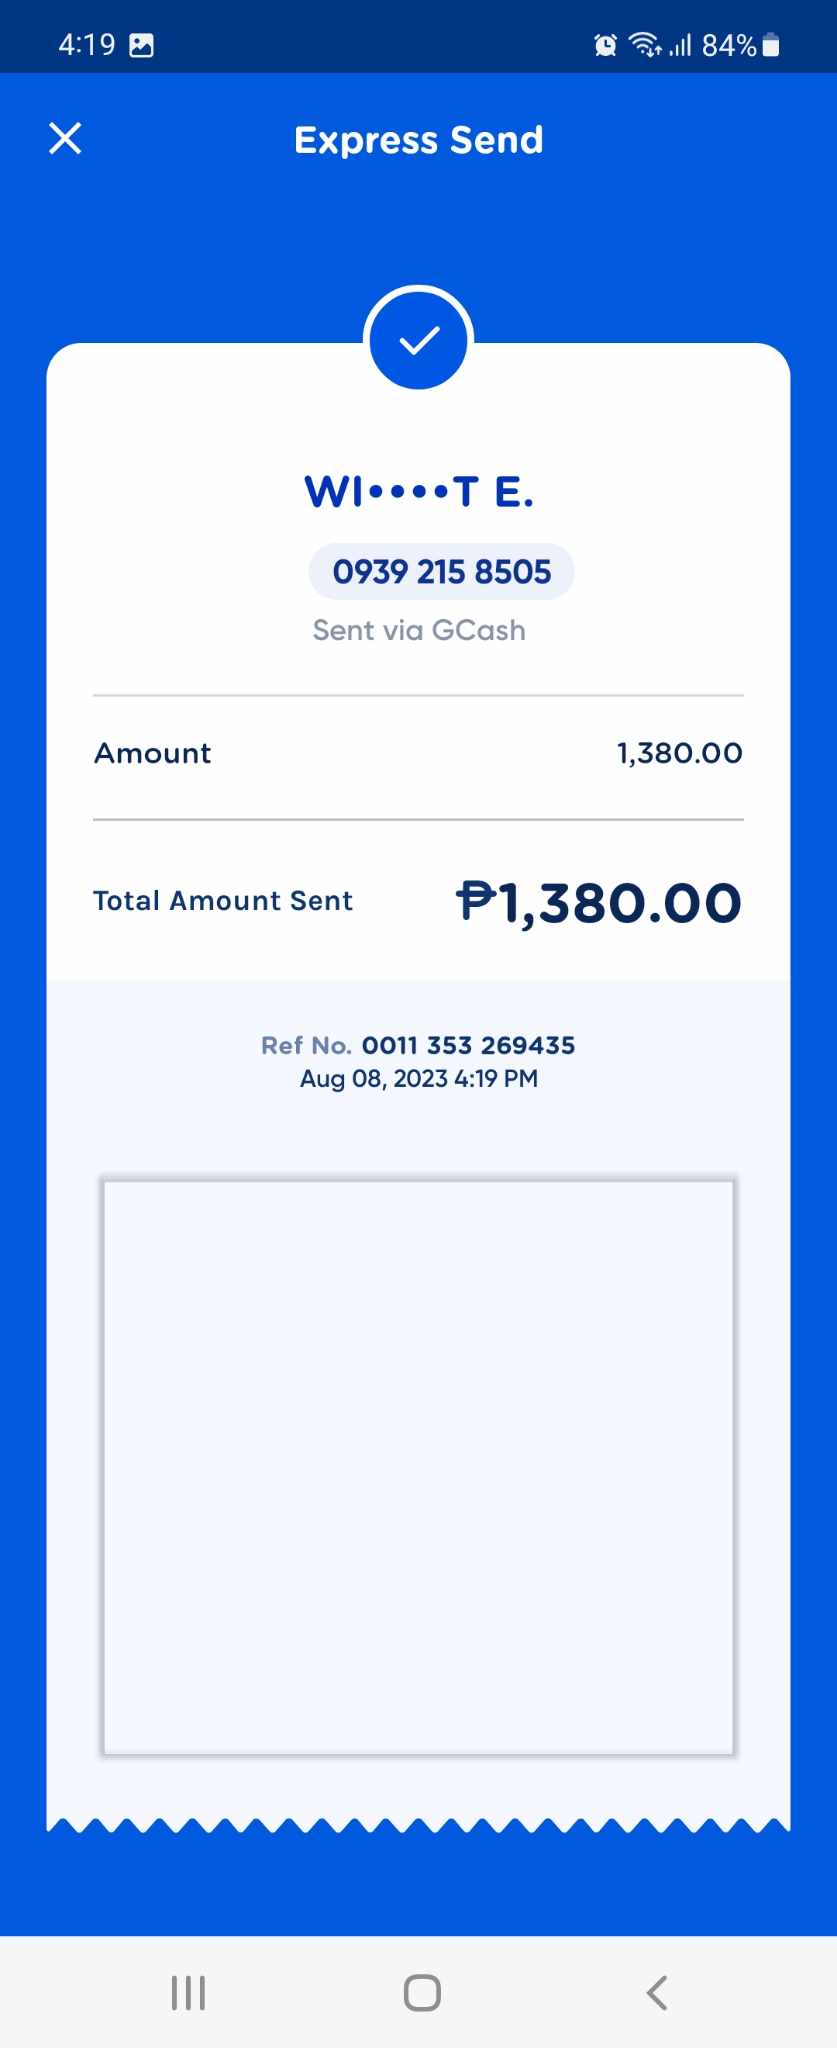 4:19 84%
Express Send
WI••••T E.
0939 215 8505
Sent via GCash
Amount 1,380.00
Total Amount Sent ₱1,380.00
Ref No. 0011 353 269435
Aug 08, 2023 4:19 PM